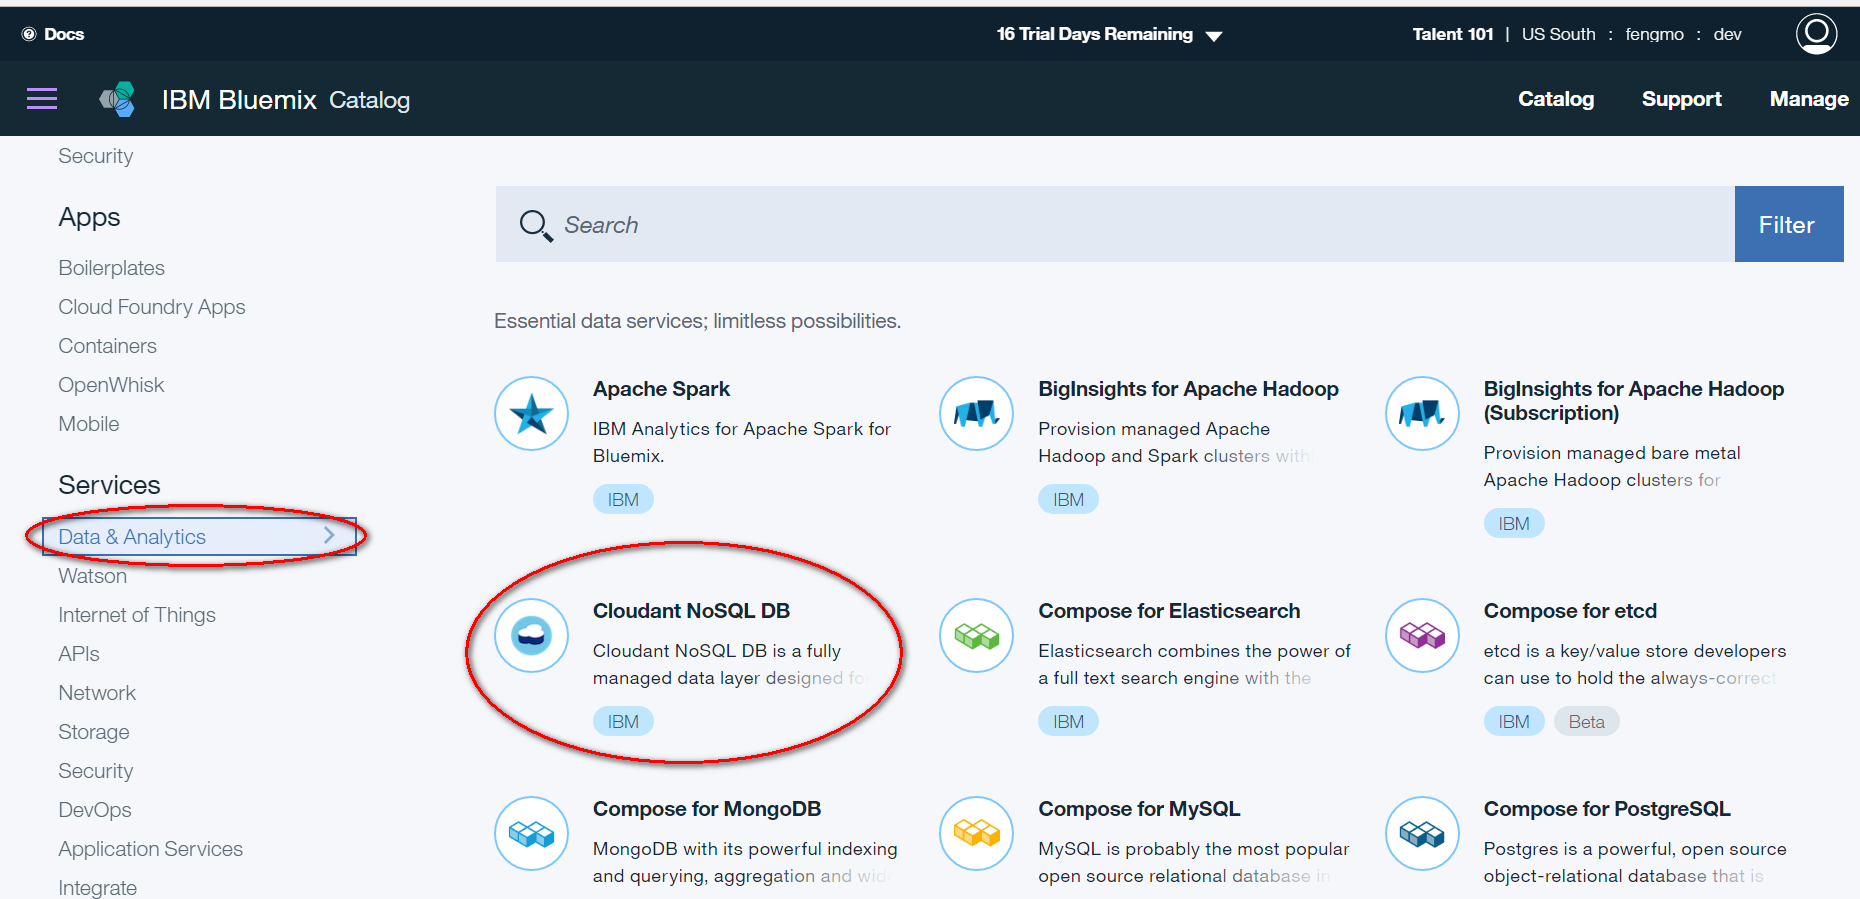 Docs
16 Trial Days Remaining
Talent 101 | US South : fengmo : dev
IBM Bluemix Catalog
Catalog Support Manage
Security
Apps
Boilerplates
Cloud Foundry Apps
Containers
OpenWhisk
Mobile
Services
Data & Analytics
Watson
Internet of Things
APIs
Network
Storage
Security
DevOps
Application Services
Integrate
Search
Filter
Essential data services; limitless possibilities.
Apache Spark
IBM Analytics for Apache Spark for
Bluemix.
IBM
BigInsights for Apache Hadoop
Provision managed Apache
Hadoop and Spark clusters with
IBM
BigInsights for Apache Hadoop
(Subscription)
Provision managed bare metal
Apache Hadoop clusters for
IBM
Cloudant NoSQL DB
Cloudant NoSQL DB is a fully
managed data layer designed for
IBM
Compose for Elasticsearch
Elasticsearch combines the power of
a full text search engine with the
IBM
Compose for etcd
etcd is a key/value store developers
can use to hold the always-correct
IBM Beta
Compose for MongoDB
MongoDB with its powerful indexing
and querying, aggregation and wide
Compose for MySQL
MySQL is probably the most popular
open source relational database in
Compose for PostgreSQL
Postgres is a powerful, open source
object-relational database that is